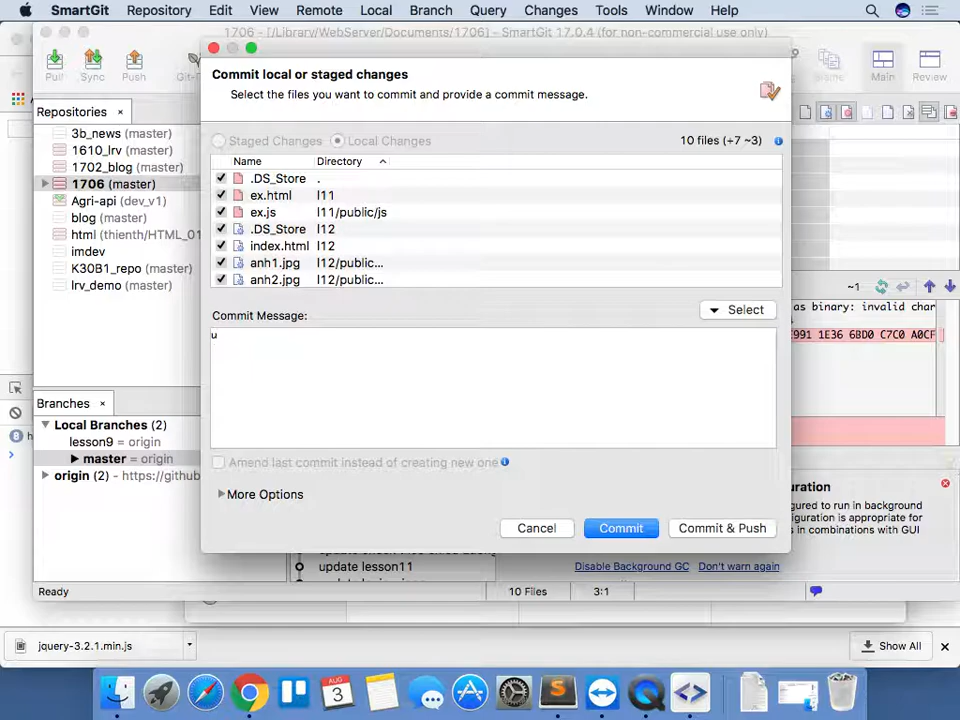 SmartGit Repository Edit View Remote Local Branch Query Changes Tools Window Help
1706 - [/Library/WebServer/Documents/1706] - SmartGit 17.0.4 (for non-commercial use only)
Pull Sync Push Main Review
Repositories ×
3b_news (master)
1610_lrv (master)
1702_blog (master)
1706 (master)
Agri-api (dev_v1)
blog (master)
html (thienth/HTML_01
imdev
K30B1_repo (master)
lrv_demo (master)
Branches ×
Local Branches (2)
lesson9 = origin
master = origin
origin (2) - https://github
Ready
Commit local or staged changes
Select the files you want to commit and provide a commit message.
Staged Changes Local Changes 10 files (+7 ~3)
Name Directory
.DS_Store .
ex.html l11
ex.js l11/public/js
.DS_Store l12
index.html l12
anh1.jpg l12/public...
anh2.jpg l12/public...
Select
Commit Message:
u
Amend last commit instead of creating new one
More Options
Cancel Commit Commit & Push
~1
as binary: invalid char
991 1E36 6BD0 C7C0 A0CF
uration
gured to run in background
figuration is appropriate for
s in combinations with GUI
Disable Background GC Don't warn again
update lesson11
10 Files 3:1
jquery-3.2.1.min.js
Show All
AUG
3